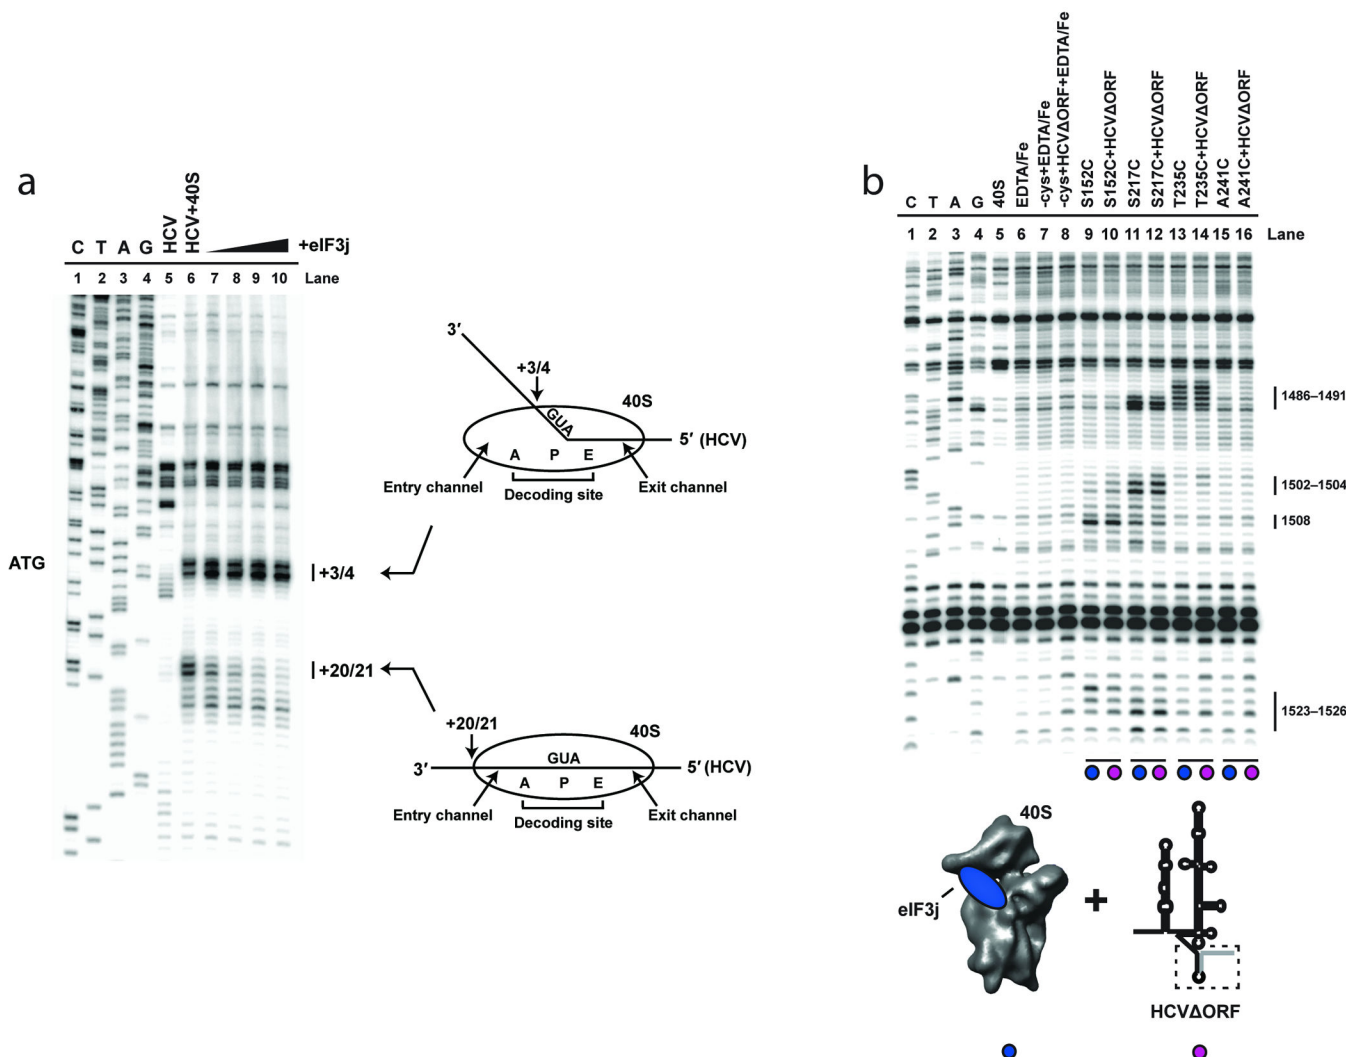 a
C T A G HCV HCV+40S +eIF3j
1 2 3 4 5 6 7 8 9 10 Lane
ATG
+3/4
+20/21
3′
+3/4
40S
GUA
5′ (HCV)
A P E
Entry channel
Decoding site
Exit channel
+20/21
40S
3′
GUA
5′ (HCV)
A P E
Entry channel
Decoding site
Exit channel
b
C T A G 40S EDTA/Fe -cys+EDTA/Fe -cys+HCVΔORF+EDTA/Fe S152C S152C+HCVΔORF S217C S217C+HCVΔORF T235C T235C+HCVΔORF A241C A241C+HCVΔORF
1 2 3 4 5 6 7 8 9 10 11 12 13 14 15 16 Lane
1486–1491
1502–1504
1508
1523–1526
40S
eIF3j
+
HCVΔORF